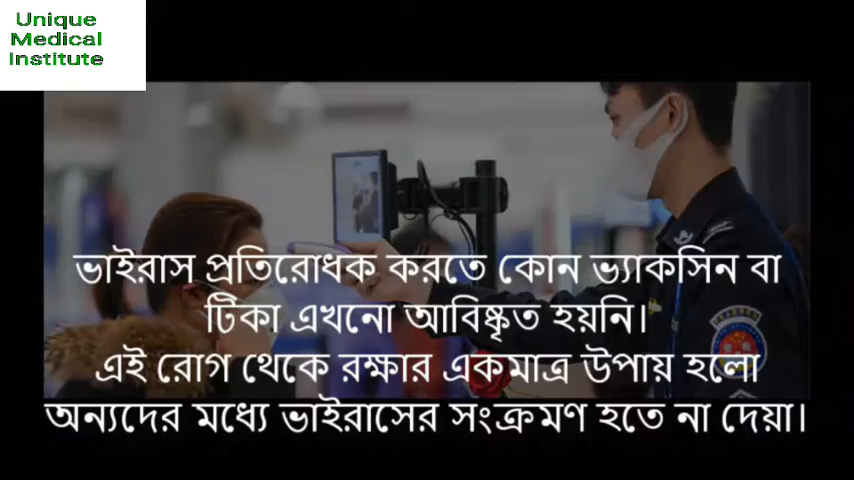 Unique
Medical
Institute
ভাইরাস প্রতিরোধক করতে কোন ভ্যাকসিন বা
টিকা এখনো আবিষ্কৃত হয়নি।
এই রোগ থেকে রক্ষার একমাত্র উপায় হলো
অন্যদের মধ্যে ভাইরাসের সংক্রমণ হতে না দেয়া।